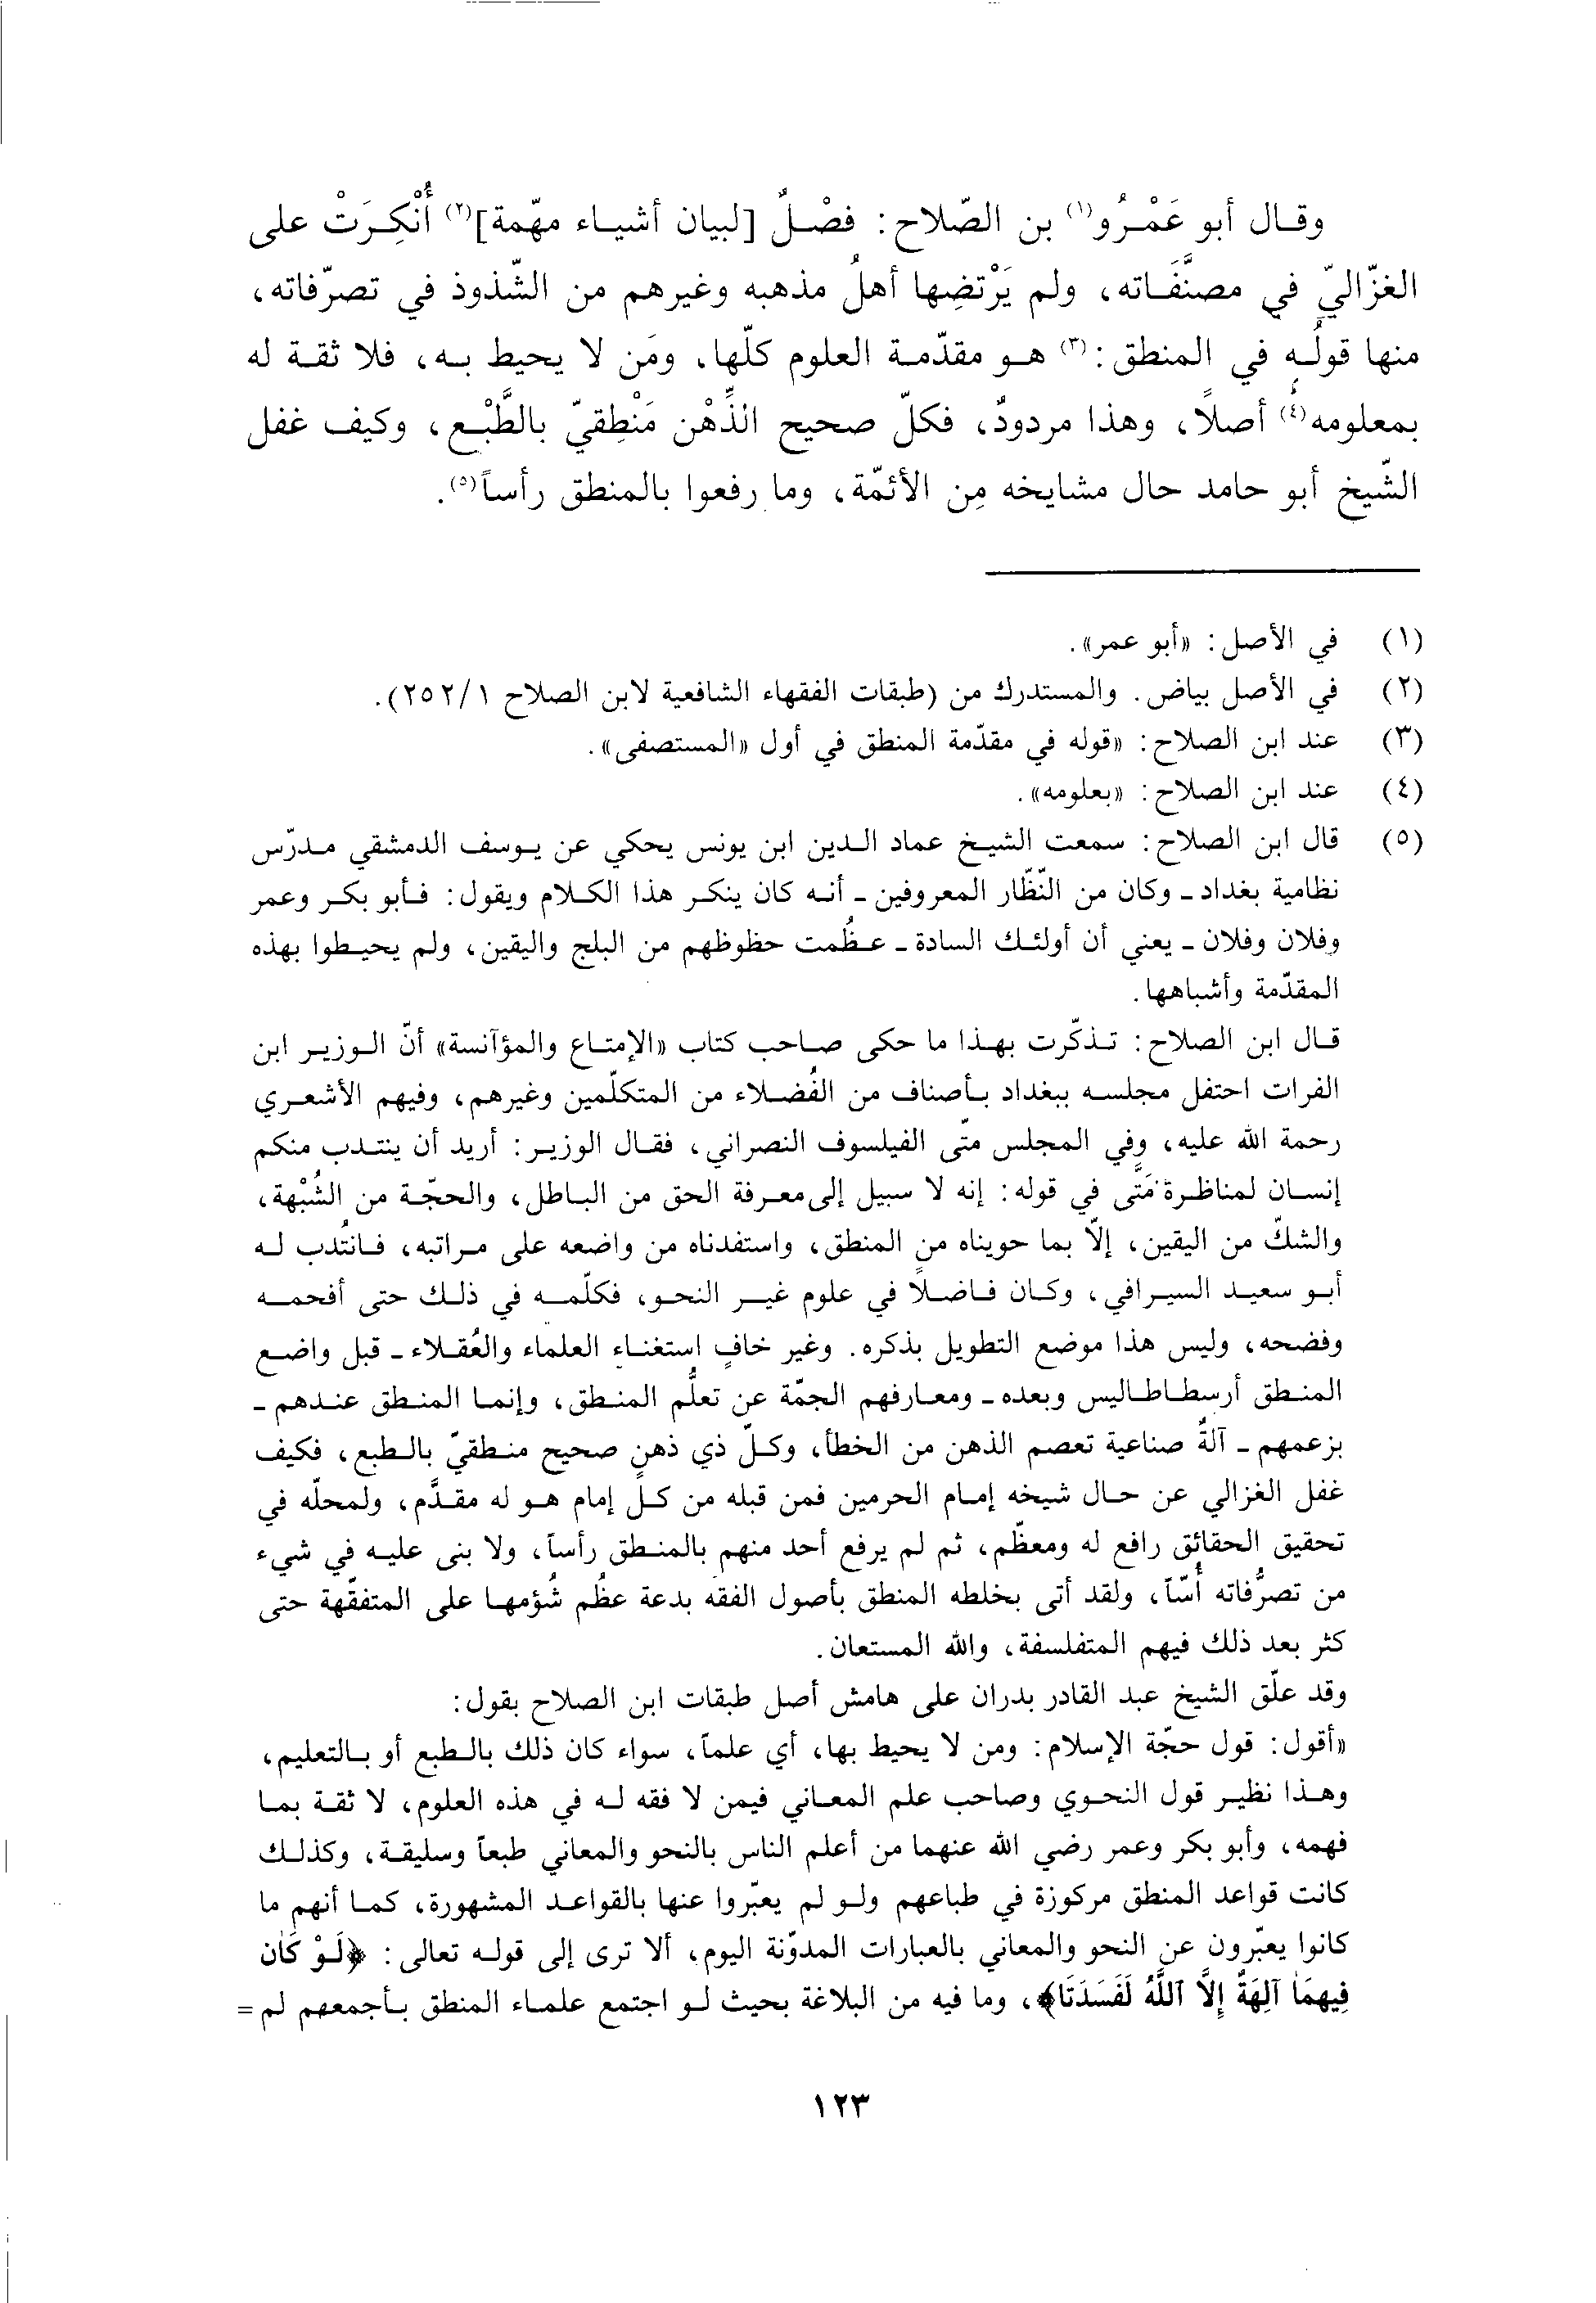 وقال أبو عَمْرُو(١) بن الصّلاح: فصْلٌ [لبيان أشياء مهّمة](٢) أُنْكِرَتْ على
الغزّاليّ في مصنَّفَاته، ولم يَرْتضِها أهلُ مذهبه وغيرهم من الشّذوذ في تصرّفاته،
منها قولُه في المنطق:(٣) هو مقدّمة العلوم كلّها، ومَن لا يحيط به، فلا ثقة له
بمعلومه(٤) أصلاً، وهذا مردودٌ، فكلّ صحيح الذِّهْن مَنْطِقيّ بالطَّبْع، وكيف غفل
الشّيخ أبو حامد حال مشايخه مِن الأئمّة، وما رفعوا بالمنطق رأساً(٥).
(١) في الأصل: «أبو عمر».
(٢) في الأصل بياض. والمستدرك من (طبقات الفقهاء الشافعية لابن الصلاح ٢٥٢/١).
(٣) عند ابن الصلاح: «قوله في مقدّمة المنطق في أول «المستصفى».
(٤) عند ابن الصلاح: «بعلومه».
(٥) قال ابن الصلاح: سمعت الشيخ عماد الدين ابن يونس يحكي عن يوسف الدمشقي مدرّس
نظامية بغداد ـ وكان من النّظّار المعروفين ـ أنه كان ينكر هذا الكلام ويقول: فأبو بكر وعمر
وفلان وفلان ـ يعني أن أولئك السادة ـ عظُمت حظوظهم من البلج واليقين، ولم يحيطوا بهذه
المقدّمة وأشباهها.
قال ابن الصلاح: تذكّرت بهذا ما حكى صاحب كتاب «الإمتاع والمؤآنسة» أنّ الوزير ابن
الفرات احتفل مجلسه ببغداد بأصناف من الفُضلاء من المتكلّمين وغيرهم، وفيهم الأشعري
رحمة الله عليه، وفي المجلس متّى الفيلسوف النصراني، فقال الوزير: أريد أن ينتدب منكم
إنسان لمناظرة مَتَّى في قوله: إنه لا سبيل إلى معرفة الحق من الباطل، والحجّة من الشُبْهة،
والشكّ من اليقين، إلاّ بما حويناه من المنطق، واستفدناه من واضعه على مراتبه، فانتُدب له
أبو سعيد السيرافي، وكان فاضلاً في علوم غير النحو، فكلّمه في ذلك حتى أفحمه
وفضحه، وليس هذا موضع التطويل بذكره. وغير خافٍ استغناء العلماء والعُقلاء ـ قبل واضع
المنطق أرسطاطاليس وبعده ـ ومعارفهم الجمّة عن تعلُّم المنطق، وإنما المنطق عندهم ـ
بزعمهم ـ آلةٌ صناعية تعصم الذهن من الخطأ، وكلّ ذي ذهنٍ صحيح منطقيّ بالطبع، فكيف
غفل الغزالي عن حال شيخه إمام الحرمين فمن قبله من كلّ إمام هو له مقدَّم، ولمحلّه في
تحقيق الحقائق رافع له ومعظّم، ثم لم يرفع أحد منهم بالمنطق رأساً، ولا بنى عليه في شيء
من تصرُّفاته أُسّاً، ولقد أتى بخلطه المنطق بأصول الفقه بدعة عظُم شُؤمها على المتفقّهة حتى
كثر بعد ذلك فيهم المتفلسفة، والله المستعان.
وقد علّق الشيخ عبد القادر بدران على هامش أصل طبقات ابن الصلاح بقول:
«أقول: قول حجّة الإسلام: ومن لا يحيط بها، أي علماً، سواء كان ذلك بالطبع أو بالتعليم،
وهذا نظير قول النحوي وصاحب علم المعاني فيمن لا فقه له في هذه العلوم، لا ثقة بما
فهمه، وأبو بكر وعمر رضي الله عنهما من أعلم الناس بالنحو والمعاني طبعاً وسليقة، وكذلك
كانت قواعد المنطق مركوزة في طباعهم ولو لم يعبّروا عنها بالقواعد المشهورة، كما أنهم ما
كانوا يعبّرون عن النحو والمعاني بالعبارات المدوّنة اليوم، ألا ترى إلى قوله تعالى: ﴿لَوْ كَانَ
فِيهِمَا آلِهَةٌ إِلاَّ اللَّهُ لَفَسَدَتَا﴾، وما فيه من البلاغة بحيث لو اجتمع علماء المنطق بأجمعهم لم =
١٢٣